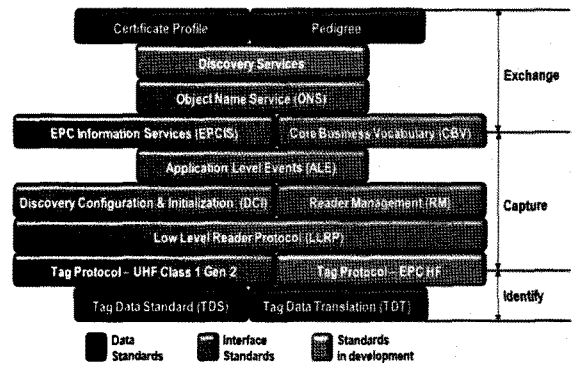 Certificate Profile Pedigree
Discovery Services
Object Name Service (ONS)
Exchange
EPC Information Services (EPCIS) Core Business Vocabulary (CBV)
Application Level Events (ALE)
Discovery Configuration & Initialization (DCI) Reader Management (RM)
Capture
Low Level Reader Protocol (LLRP)
Tag Protocol – UHF Class 1 Gen 2 Tag Protocol – EPC HF
Tag Data Standard (TDS) Tag Data Translation (TDT)
Identify
Data Standards
Interface Standards
Standards in development